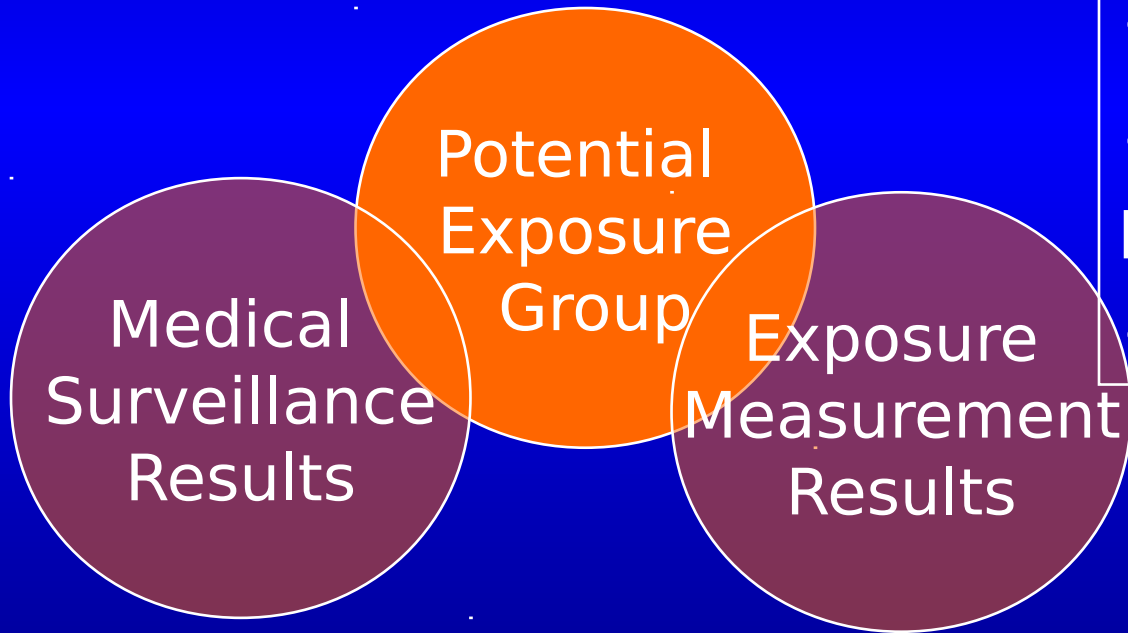 Potential
Exposure
Group
Medical
Surveillance
Results
Exposure
Measurement
Results